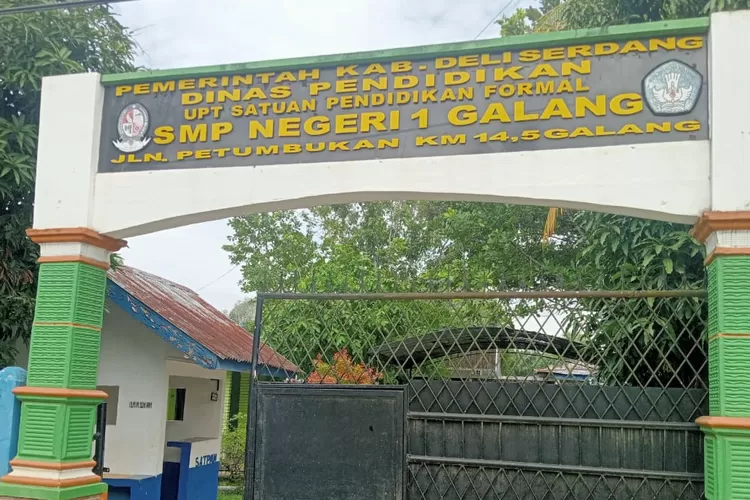 PEMERINTAH KAB-DELI SERDANG
DINAS PENDIDIKAN
UPT SATUAN PENDIDIKAN FORMAL
SMP NEGERI 1 GALANG
JLN. PETUMBUKAN KM 14,5 GALANG
SATPAM